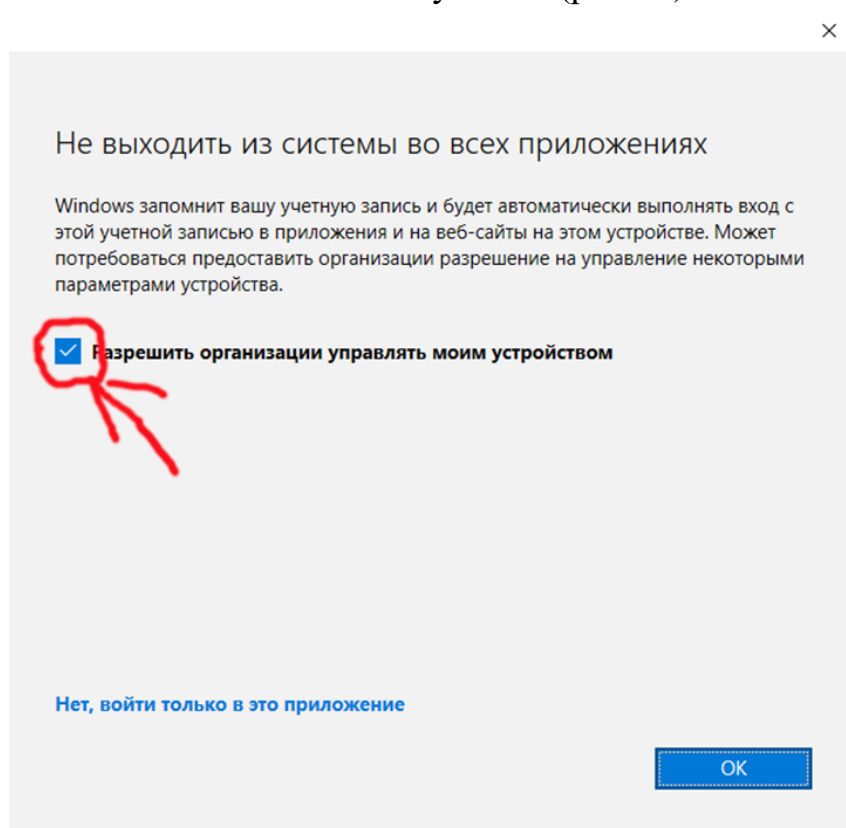 Не выходить из системы во всех приложениях
Windows запомнит вашу учетную запись и будет автоматически выполнять вход с
этой учетной записью в приложения и на веб-сайты на этом устройстве. Может
потребоваться предоставить организации разрешение на управление некоторыми
параметрами устройства.
Разрешить организации управлять моим устройством
Нет, войти только в это приложение
ОК